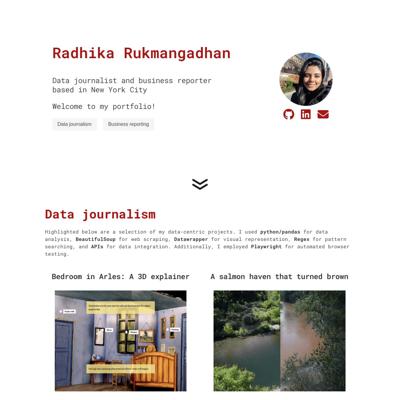 Radhika Rukmangadhan
Data journalist and business reporter
based in New York City
Welcome to my portfolio!
Data journalism
Business reporting
Data journalism
Highlighted below are a selection of my data-centric projects. I used python/pandas for data
analysis, BeautifulSoup for web scraping, Datawrapper for visual representation, Regex for pattern
searching, and APIs for data integration. Additionally, I employed Playwright for automated browser
testing.
Bedroom in Arles: A 3D explainer
A salmon haven that turned brown